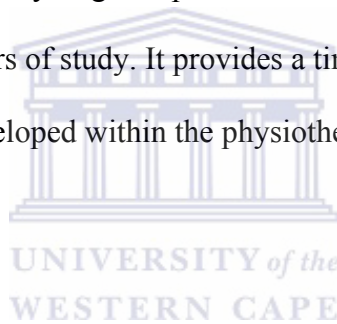 rs of study. It provides a tin
eloped within the physiothe
UNIVERSITY of the
WESTERN CAPE